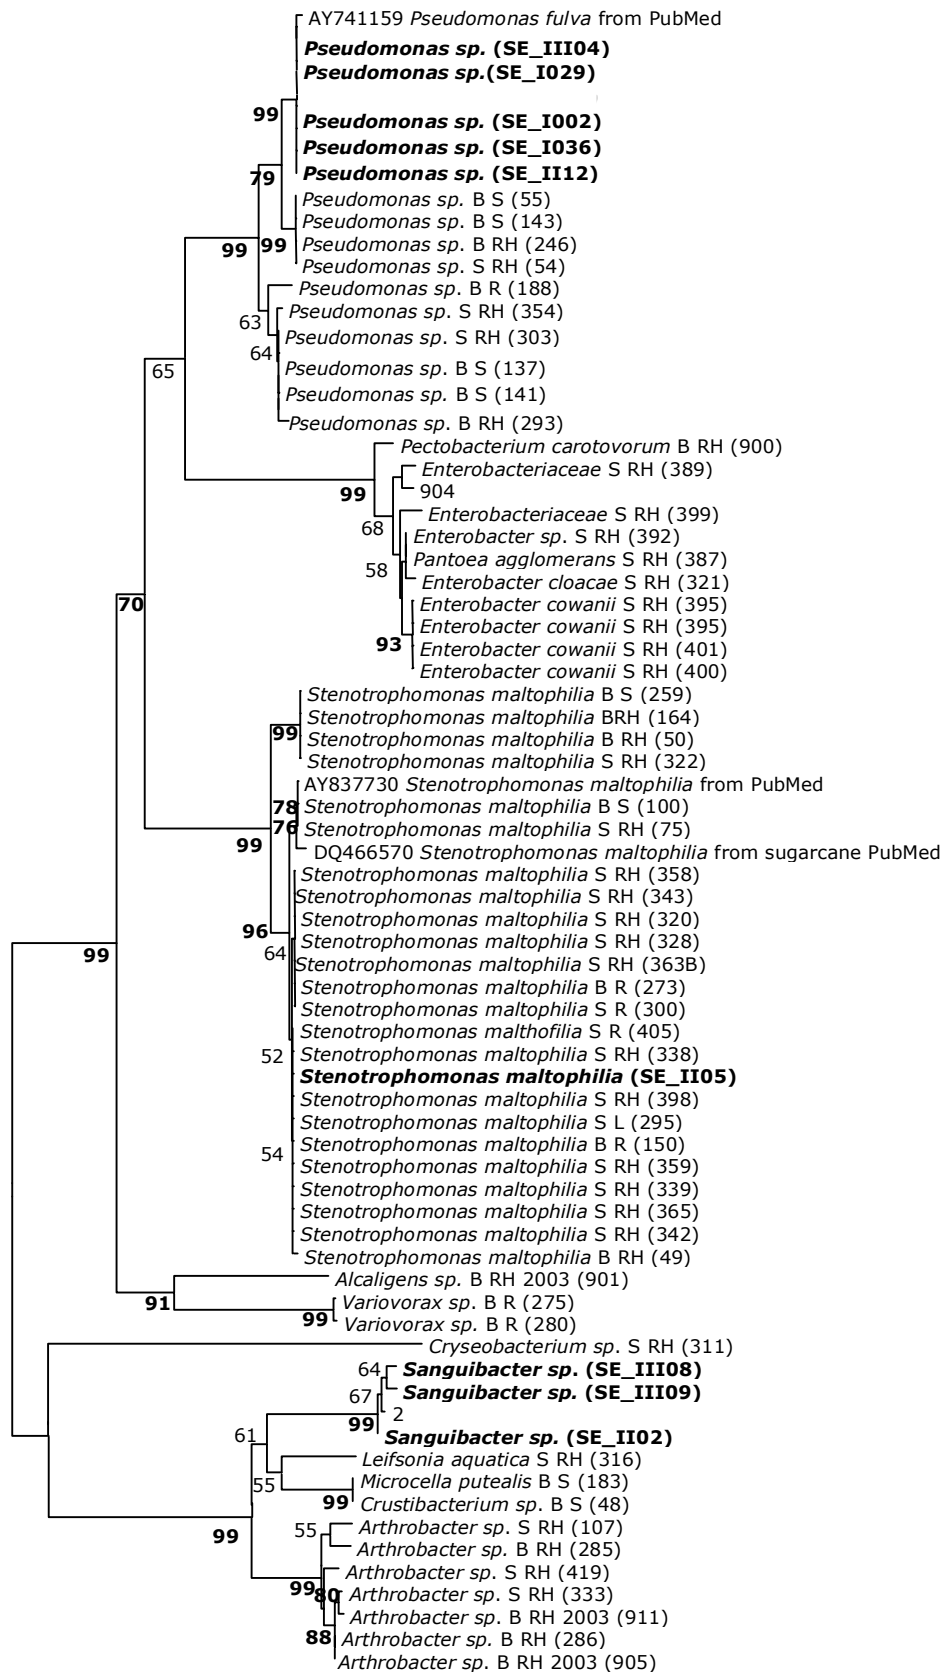 AY741159 Pseudomonas fulva from PubMed
Pseudomonas sp. (SE_III04)
Pseudomonas sp.(SE_I029)
99
Pseudomonas sp. (SE_I002)
Pseudomonas sp. (SE_I036)
79
Pseudomonas sp. (SE_II12)
Pseudomonas sp. B S (55)
Pseudomonas sp. B S (143)
99
99
Pseudomonas sp. B RH (246)
Pseudomonas sp. S RH (54)
Pseudomonas sp. B R (188)
63
Pseudomonas sp. S RH (354)
Pseudomonas sp. S RH (303)
64
65
Pseudomonas sp. B S (137)
Pseudomonas sp. B S (141)
Pseudomonas sp. B RH (293)
Pectobacterium carotovorum B RH (900)
Enterobacteriaceae S RH (389)
99
904
68
Enterobacteriaceae S RH (399)
Enterobacter sp. S RH (392)
Pantoea agglomerans S RH (387)
58
Enterobacter cloacae S RH (321)
70
Enterobacter cowanii S RH (395)
Enterobacter cowanii S RH (395)
93
Enterobacter cowanii S RH (401)
Enterobacter cowanii S RH (400)
Stenotrophomonas maltophilia B S (259)
Stenotrophomonas maltophilia BRH (164)
99
Stenotrophomonas maltophilia B RH (50)
Stenotrophomonas maltophilia S RH (322)
AY837730 Stenotrophomonas maltophilia from PubMed
78
Stenotrophomonas maltophilia B S (100)
76
Stenotrophomonas maltophilia S RH (75)
99
DQ466570 Stenotrophomonas maltophilia from sugarcane PubMed
Stenotrophomonas maltophilia S RH (358)
Stenotrophomonas maltophilia S RH (343)
Stenotrophomonas maltophilia S RH (320)
96
Stenotrophomonas maltophilia S RH (328)
99
64
Stenotrophomonas maltophilia S RH (363B)
Stenotrophomonas maltophilia B R (273)
Stenotrophomonas maltophilia S R (300)
Stenotrophomonas malthofilia S R (405)
52
Stenotrophomonas maltophilia S RH (338)
Stenotrophomonas maltophilia (SE_II05)
Stenotrophomonas maltophilia S RH (398)
Stenotrophomonas maltophilia S L (295)
Stenotrophomonas maltophilia B R (150)
54
Stenotrophomonas maltophilia S RH (359)
Stenotrophomonas maltophilia S RH (339)
Stenotrophomonas maltophilia S RH (365)
Stenotrophomonas maltophilia S RH (342)
Stenotrophomonas maltophilia B RH (49)
Alcaligens sp. B RH 2003 (901)
91
Variovorax sp. B R (275)
99
Variovorax sp. B R (280)
Cryseobacterium sp. S RH (311)
64
Sanguibacter sp. (SE_III08)
67
Sanguibacter sp. (SE_III09)
2
99
61
Sanguibacter sp. (SE_II02)
Leifsonia aquatica S RH (316)
55
Microcella putealis B S (183)
99
Crustibacterium sp. B S (48)
99
55
Arthrobacter sp. S RH (107)
Arthrobacter sp. B RH (285)
Arthrobacter sp. S RH (419)
99
80
Arthrobacter sp. S RH (333)
Arthrobacter sp. B RH 2003 (911)
88
Arthrobacter sp. B RH (286)
Arthrobacter sp. B RH 2003 (905)